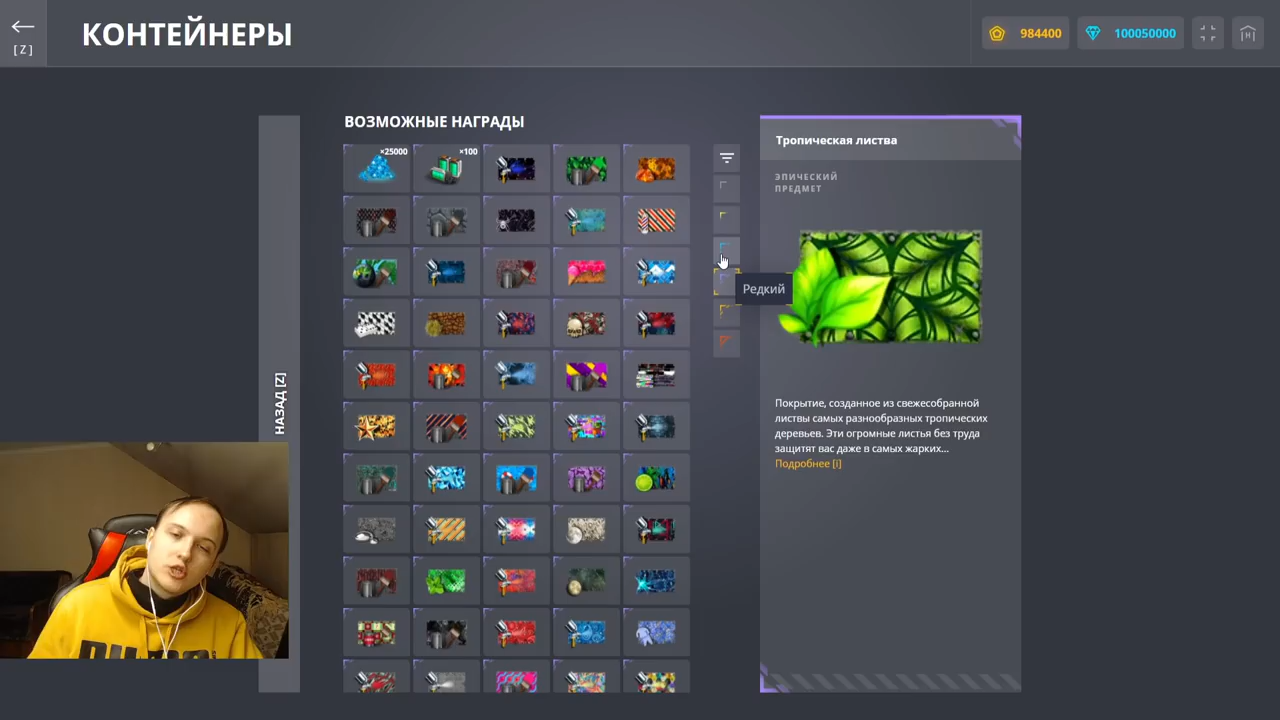 [Z]
КОНТЕЙНЕРЫ
984400
100050000
ВОЗМОЖНЫЕ НАГРАДЫ
×25000
×100
Редкий
НАЗАД [Z]
Тропическая листва
ЭПИЧЕСКИЙ
ПРЕДМЕТ
Покрытие, созданное из свежесобранной
листвы самых разнообразных тропических
деревьев. Эти огромные листья без труда
защитят вас даже в самых жарких...
Подробнее [i]